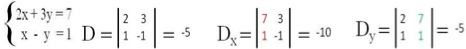 2x + 3y = 7
x - y = 1
D = | 2 3 | = -5
| 1 -1 |
Dx = | 7 3 | = -10
| 1 -1 |
Dy = | 2 7 | = -5
| 1 1 |